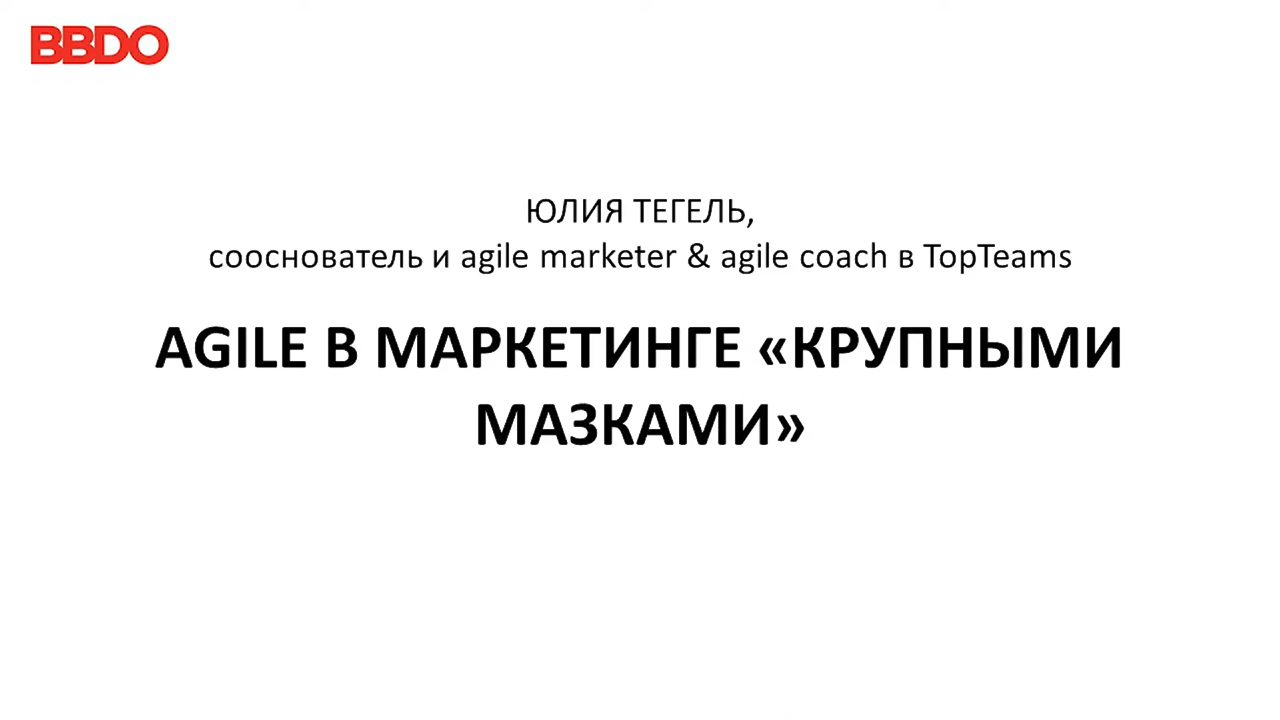 BBDO
ЮЛИЯ ТЕГЕЛЬ,
сооснователь и agile marketer & agile coach в TopTeams
AGILE В МАРКЕТИНГЕ «КРУПНЫМИ
МАЗКАМИ»